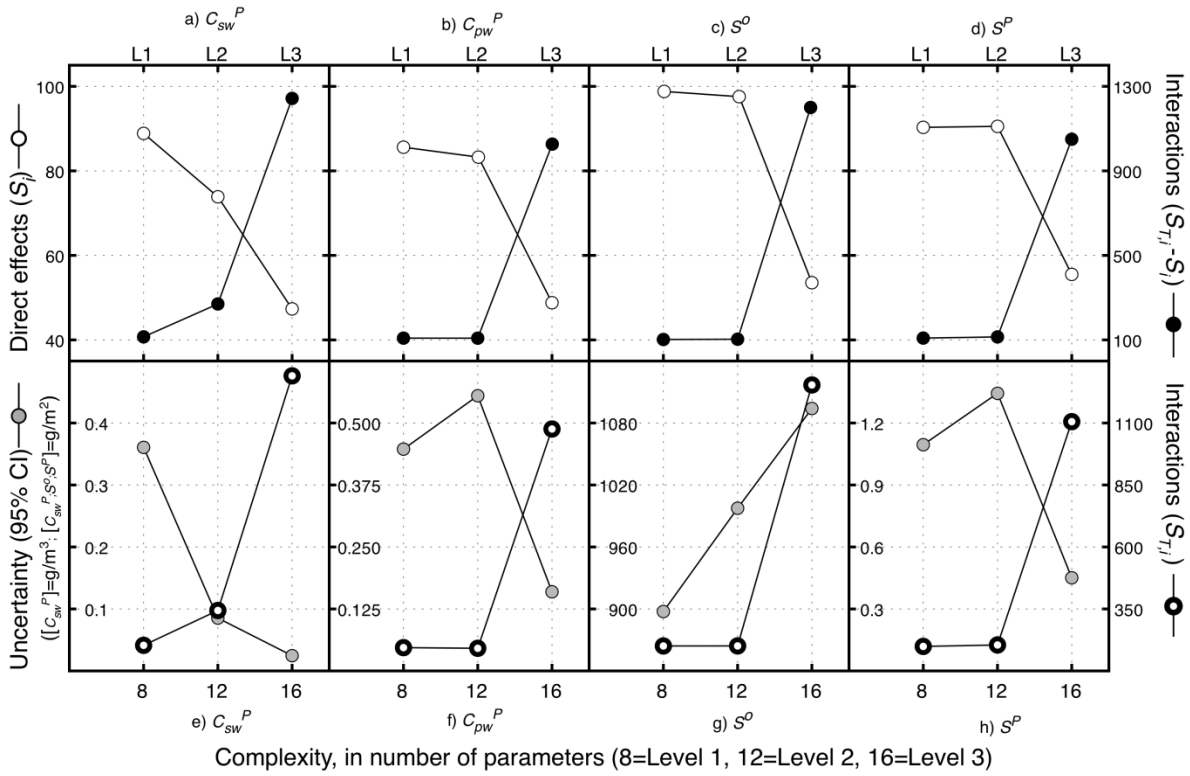 a) C_sw^P b) C_pw^P c) S^o d) S^P
L1 L2 L3 L1 L2 L3 L1 L2 L3 L1 L2 L3
Direct effects (S_i)
100
80
60
40
1300
900
500
100
Interactions (S_T,i-S_i)
Uncertainty (95% CI)
([C_sw^P]=g/m^3; [C_sw^P,S^o,S^P]=g/m^2)
0.4 0.500 1080 1.2 1100
0.3 0.375 1020 0.9 850
0.2 0.250 960 0.6 600
0.1 0.125 900 0.3 350
Interactions (S_T,i)
8 12 16 8 12 16 8 12 16 8 12 16
e) C_sw^P f) C_pw^P g) S^o h) S^P
Complexity, in number of parameters (8=Level 1, 12=Level 2, 16=Level 3)